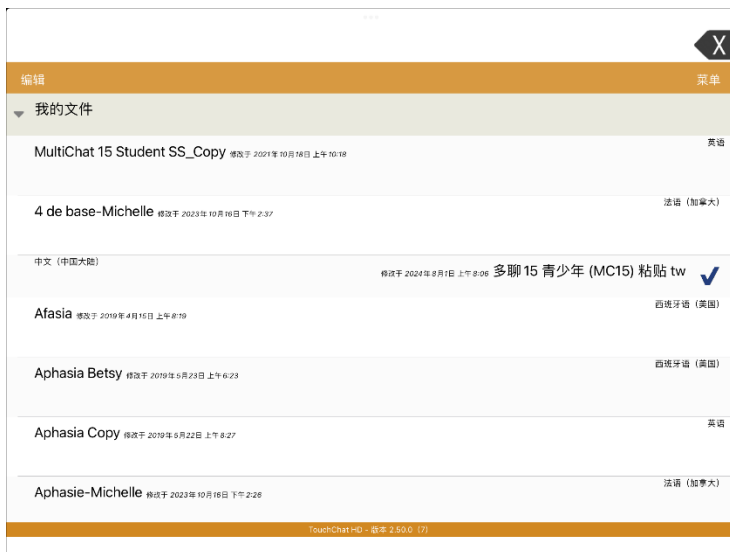 X
编辑 菜单
我的文件
英语
MultiChat 15 Student SS_Copy 修改于 2021年10月18日 上午10:18
法语（加拿大）
4 de base-Michelle 修改于 2023年10月16日 下午2:37
中文（中国大陆）
修改于 2024年8月1日 上午8:06 多聊15 青少年 (MC15) 粘贴 tw
西班牙语（美国）
Afasia 修改于 2019年4月15日 上午8:19
西班牙语（美国）
Aphasia Betsy 修改于 2019年5月23日 上午6:23
英语
Aphasia Copy 修改于 2019年5月22日 上午8:27
法语（加拿大）
Aphasie-Michelle 修改于 2023年10月16日 下午2:26
TouchChat HD - 版本 2.50.0（7）